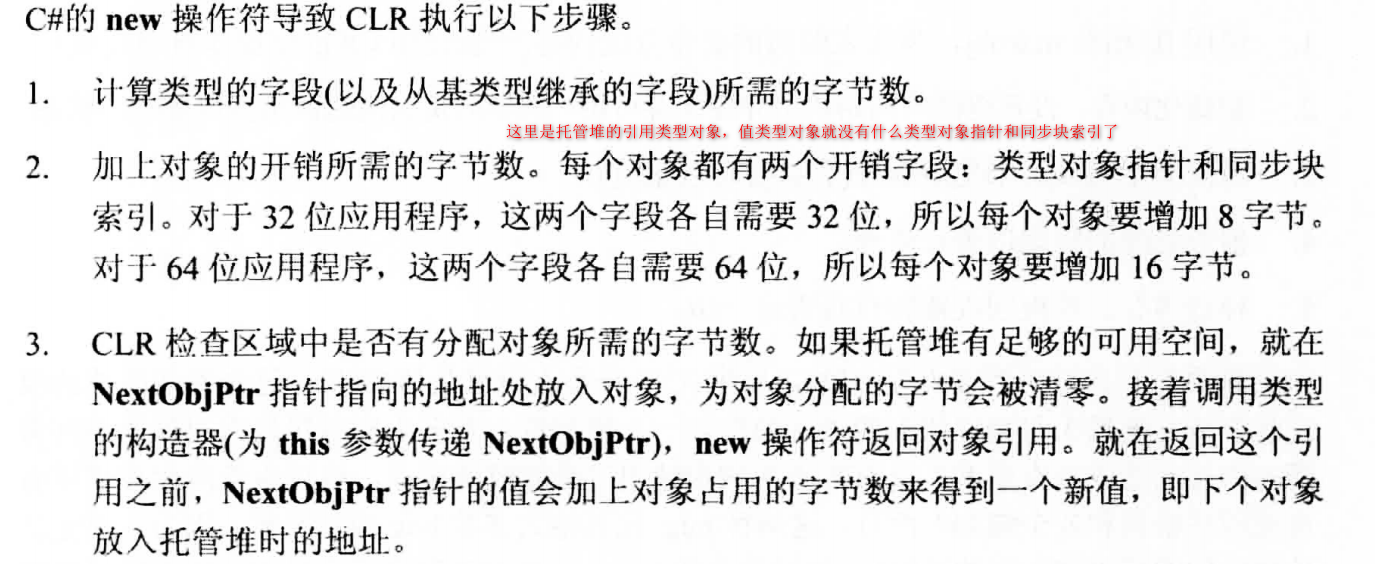 C#的 new 操作符导致 CLR 执行以下步骤。
1. 计算类型的字段(以及从基类型继承的字段)所需的字节数。
这里是托管堆的引用类型对象，值类型对象就没有什么类型对象指针和同步块索引了
2. 加上对象的开销所需的字节数。每个对象都有两个开销字段：类型对象指针和同步块
索引。对于 32 位应用程序，这两个字段各自需要 32 位，所以每个对象要增加 8 字节。
对于 64 位应用程序，这两个字段各自需要 64 位，所以每个对象要增加 16 字节。
3. CLR 检查区域中是否有分配对象所需的字节数。如果托管堆有足够的可用空间，就在
NextObjPtr 指针指向的地址处放入对象，为对象分配的字节会被清零。接着调用类型
的构造器(为 this 参数传递 NextObjPtr)，new 操作符返回对象引用。就在返回这个引
用之前，NextObjPtr 指针的值会加上对象占用的字节数来得到一个新值，即下个对象
放入托管堆时的地址。